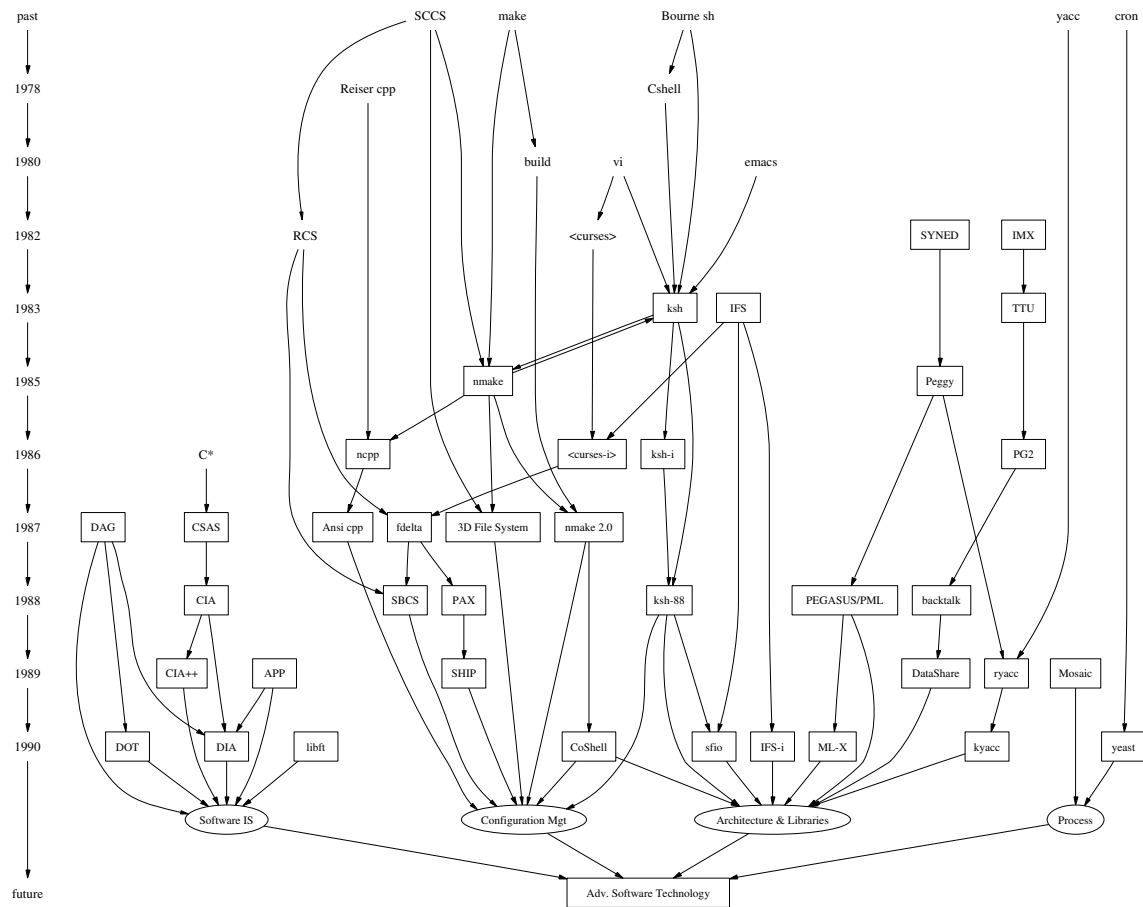 past
SCCS
make
Bourne sh
yacc
cron
1978
Reiser cpp
Cshell
1980
build
vi
emacs
1982
RCS
<curses>
SYNED
IMX
1983
ksh
IFS
TTU
1985
nmake
Peggy
1986
C*
ncpp
<curses-i>
ksh-i
PG2
1987
DAG
CSAS
Ansi cpp
fdelta
3D File System
nmake 2.0
1988
CIA
SBCS
PAX
ksh-88
PEGASUS/PML
backtalk
1989
CIA++
APP
SHIP
DataShare
ryacc
Mosaic
1990
DOT
DIA
libft
CoShell
sfio
IFS-i
ML-X
kyacc
yeast
Software IS
Configuration Mgt
Architecture & Libraries
Process
future
Adv. Software Technology